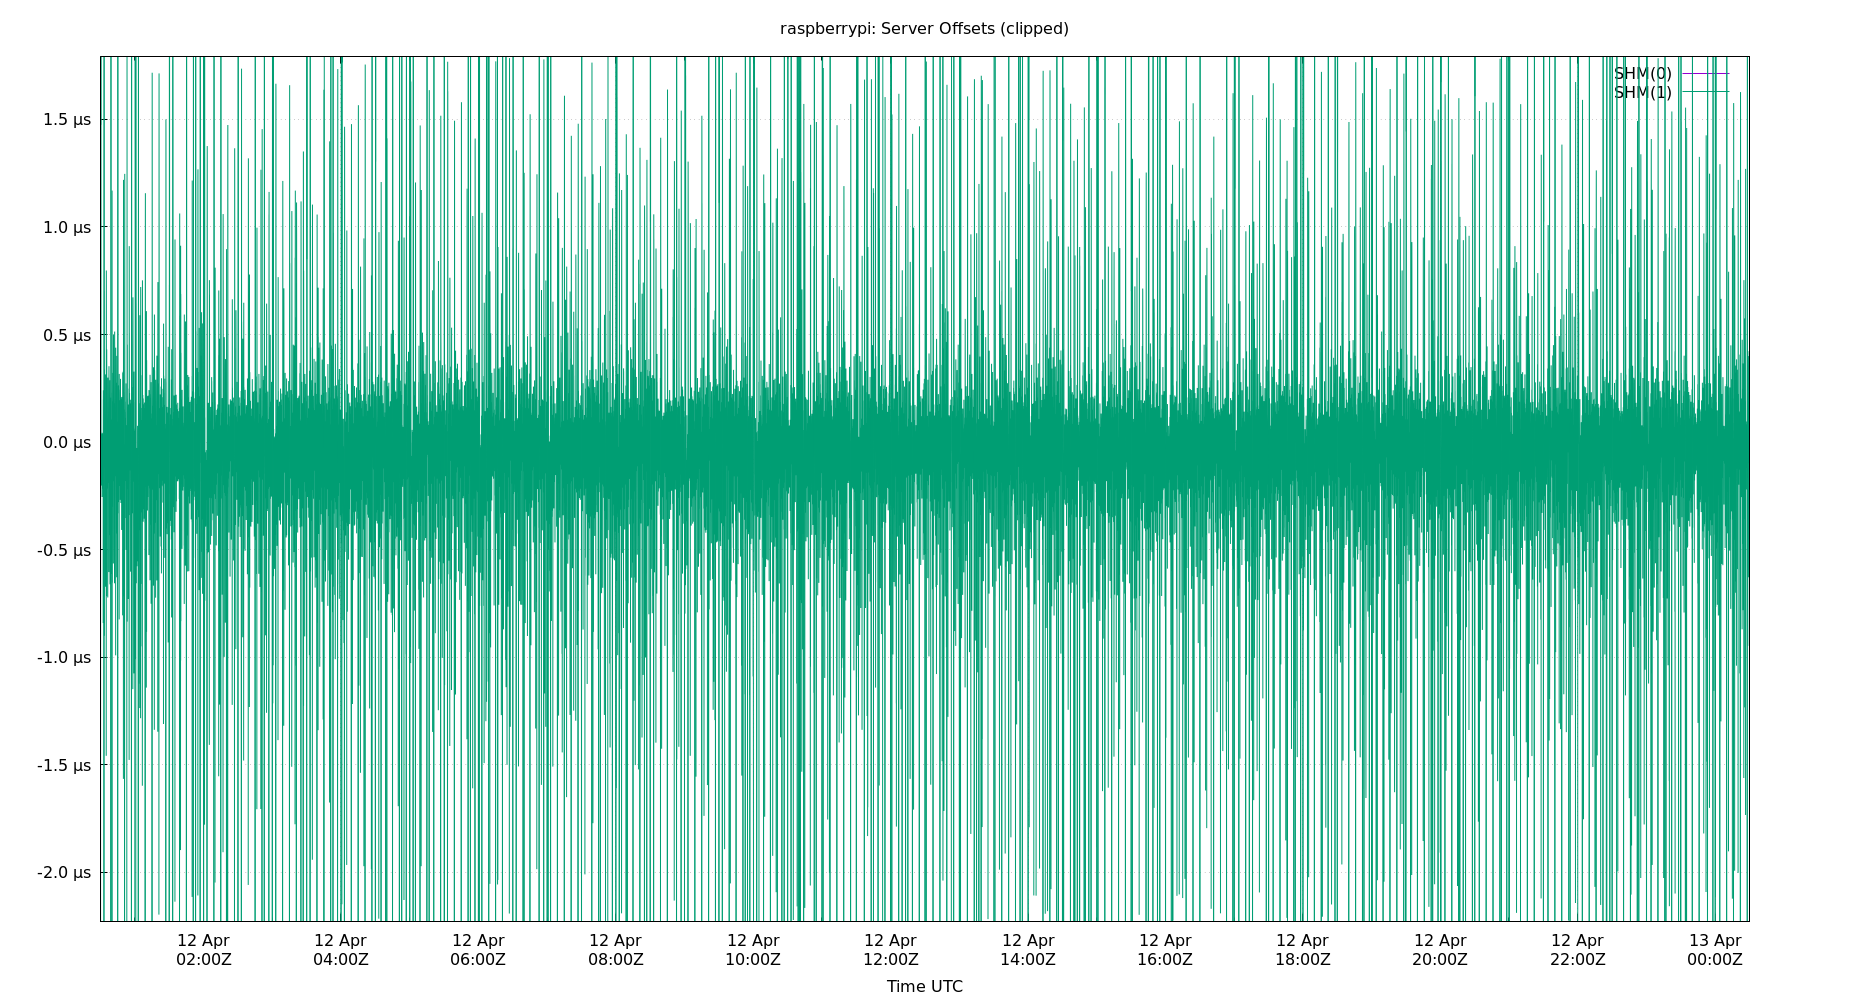 raspberrypi: Server Offsets (clipped)
SHM(0)
SHM(1)
1.5 µs
1.0 µs
0.5 µs
0.0 µs
-0.5 µs
-1.0 µs
-1.5 µs
-2.0 µs
12 Apr 12 Apr 12 Apr 12 Apr 12 Apr 12 Apr 12 Apr 12 Apr 12 Apr 12 Apr 12 Apr 13 Apr
02:00Z 04:00Z 06:00Z 08:00Z 10:00Z 12:00Z 14:00Z 16:00Z 18:00Z 20:00Z 22:00Z 00:00Z
Time UTC